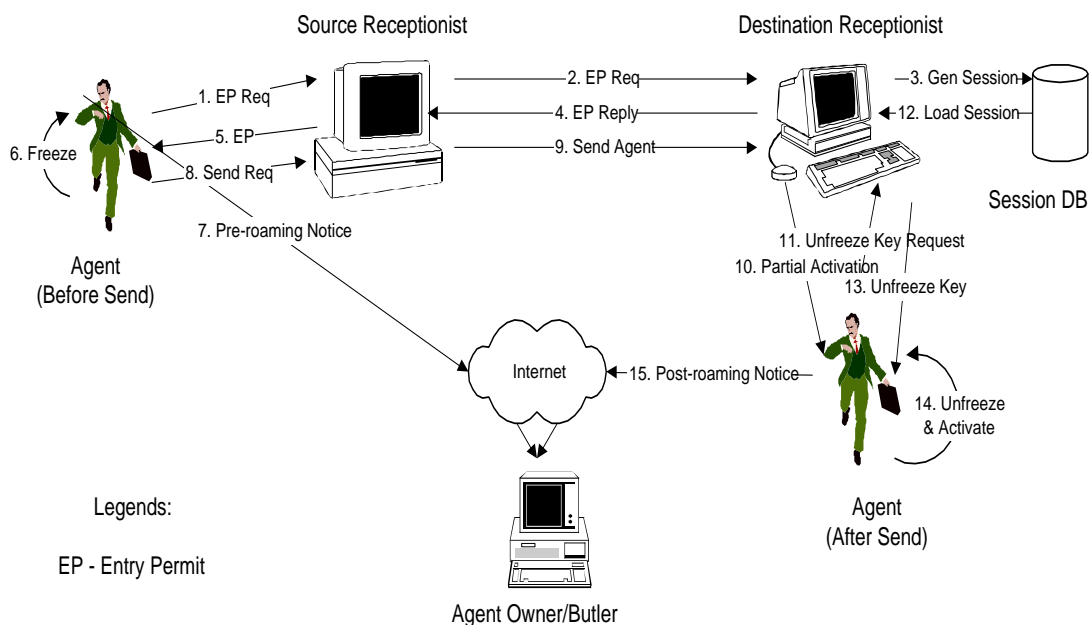 Source Receptionist
Destination Receptionist
1. EP Req
2. EP Req
3. Gen Session
4. EP Reply
12. Load Session
5. EP
6. Freeze
8. Send Req
9. Send Agent
Session DB
7. Pre-roaming Notice
11. Unfreeze Key Request
10. Partial Activation
13. Unfreeze Key
Agent
(Before Send)
Internet
15. Post-roaming Notice
14. Unfreeze
& Activate
Legends:
EP - Entry Permit
Agent
(After Send)
Agent Owner/Butler